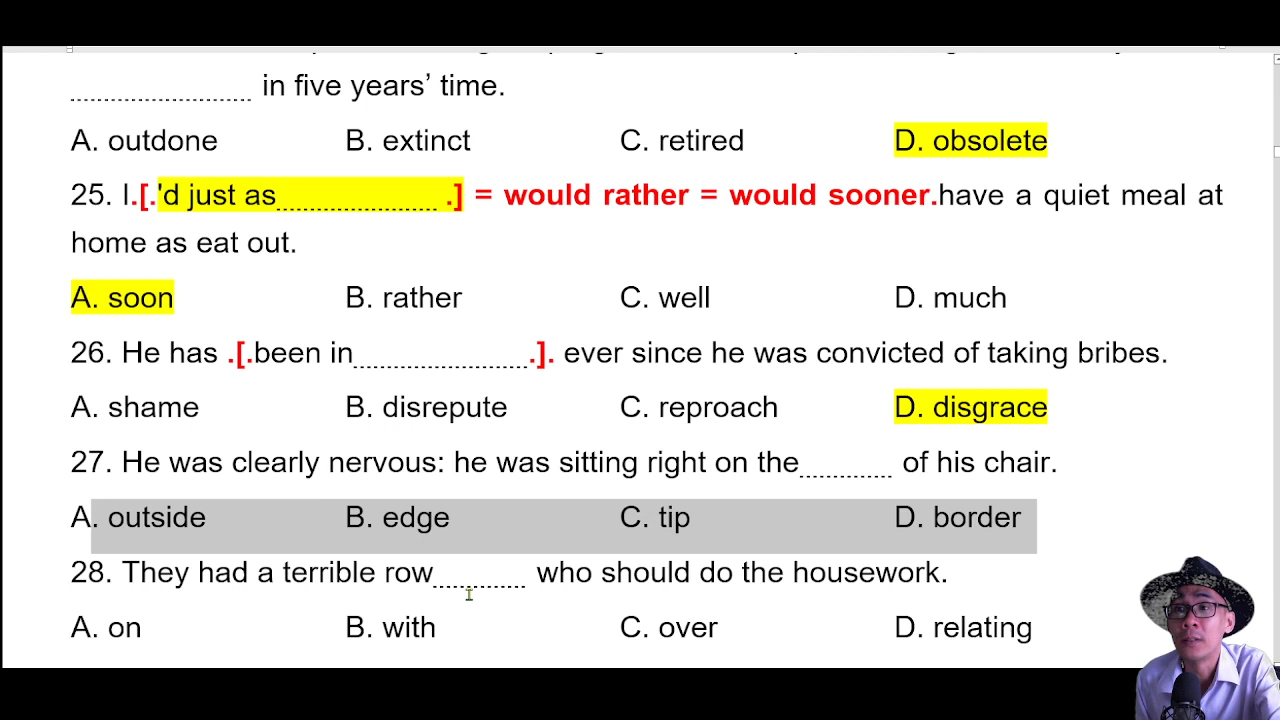 .......................... in five years’ time.
A. outdone B. extinct C. retired D. obsolete
25. I.[.'d just as.................... .] = would rather = would sooner.have a quiet meal at
home as eat out.
A. soon B. rather C. well D. much
26. He has .[.been in......................]. ever since he was convicted of taking bribes.
A. shame B. disrepute C. reproach D. disgrace
27. He was clearly nervous: he was sitting right on the............ of his chair.
A. outside B. edge C. tip D. border
28. They had a terrible row............ who should do the housework.
A. on B. with C. over D. relating